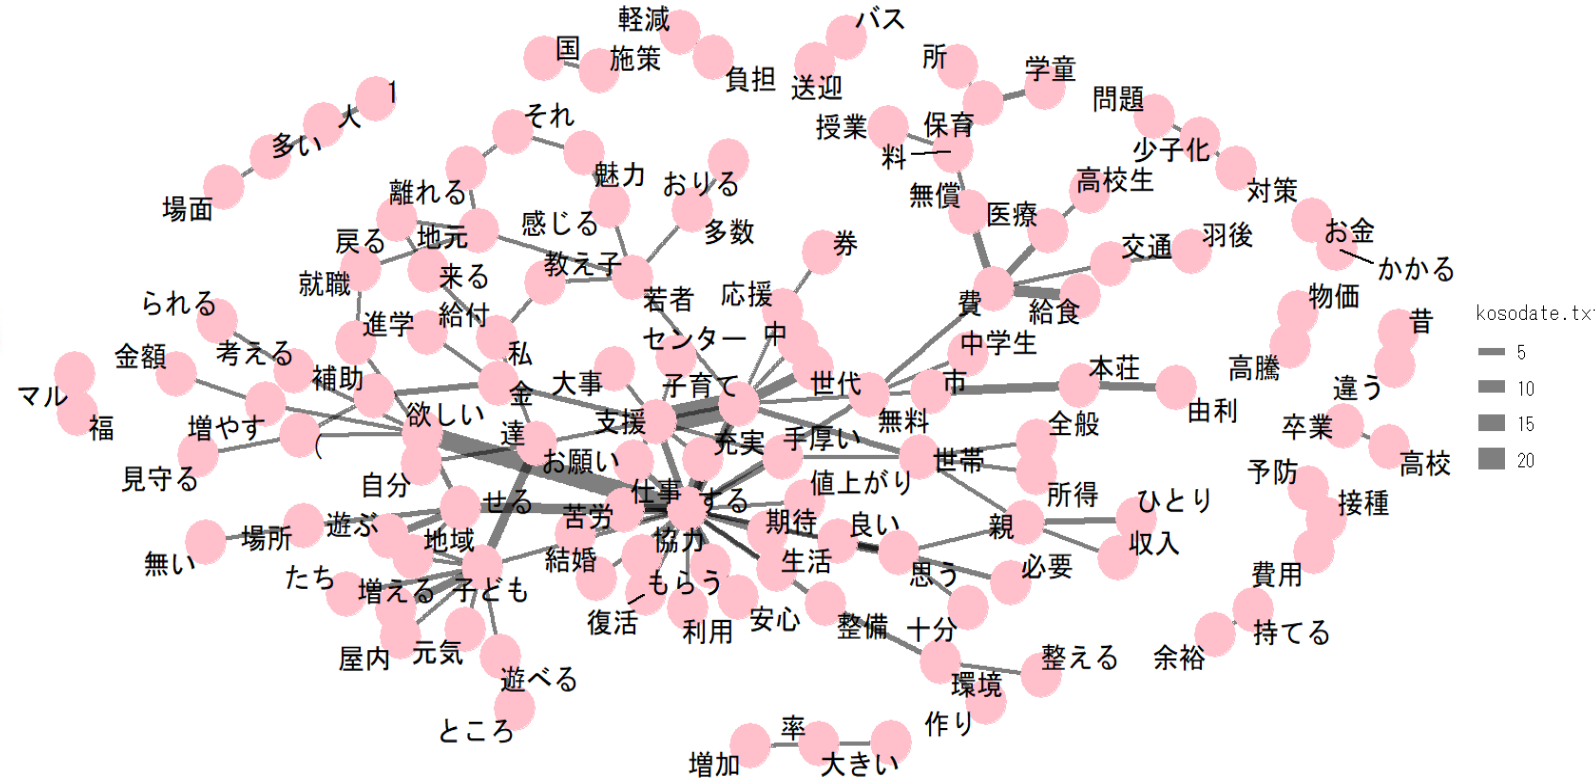 軽減
バス
国
施策
負担
送迎
所
学童
問題
1
人
多い
場面
それ
授業
保育
料
少子化
対策
魅力
おりる
無償
医療
高校生
離れる
感じる
多数
地元
戻る
券
交通
羽後
お金
かかる
就職
来る
教え子
若者
応援
費
給食
物価
kosodate.tx
られる
進学
給付
センター
中
昔
5
金額
考える
私
中学生
高騰
10
マル
補助
金
大事
子育て
世代
市
本荘
違う
由利
15
福
増やす
欲しい
達
支援
充実
手厚い
無料
全般
卒業
高校
20
(
見守る
自分
お願い
世帯
予防
せる
仕事
する
値上がり
所得
ひとり
接種
無い
場所
遊ぶ
地域
苦労
期待
良い
親
収入
たち
増える
子ども
結婚
協力
生活
思う
必要
費用
もらう
復活
利用
安心
整備
十分
持てる
屋内
元気
整える
余裕
遊べる
環境
ところ
作り
率
増加
大きい